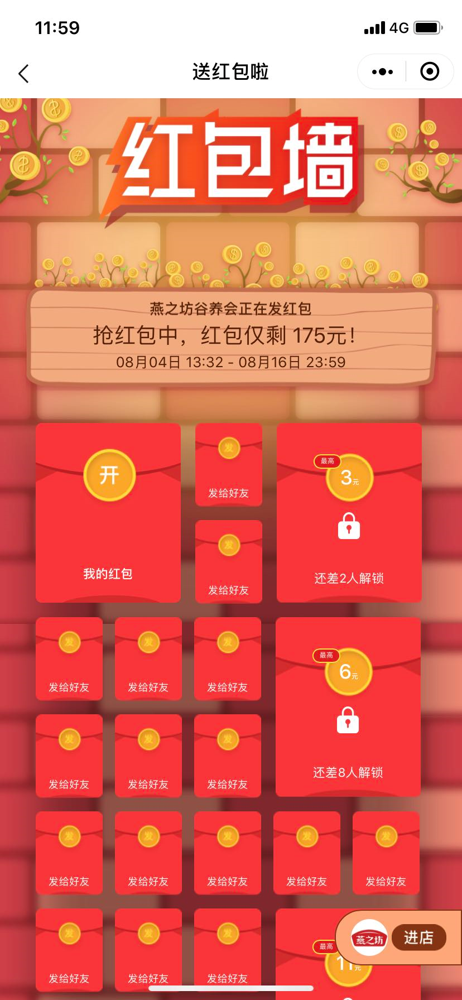 11:59
4G
送红包啦
红包墙
燕之坊谷养会正在发红包
抢红包中，红包仅剩 175元！
08月04日 13:32 - 08月16日 23:59
开
我的红包
发
发给好友
发
发给好友
最高
3元
还差2人解锁
发
发给好友
发
发给好友
发
发给好友
最高
6元
还差8人解锁
发
发给好友
发
发给好友
发
发给好友
发
发给好友
发
发给好友
发
发给好友
发
发给好友
发
发给好友
发
发给好友
发
发给好友
发
发给好友
最高
11元
燕之坊
进店